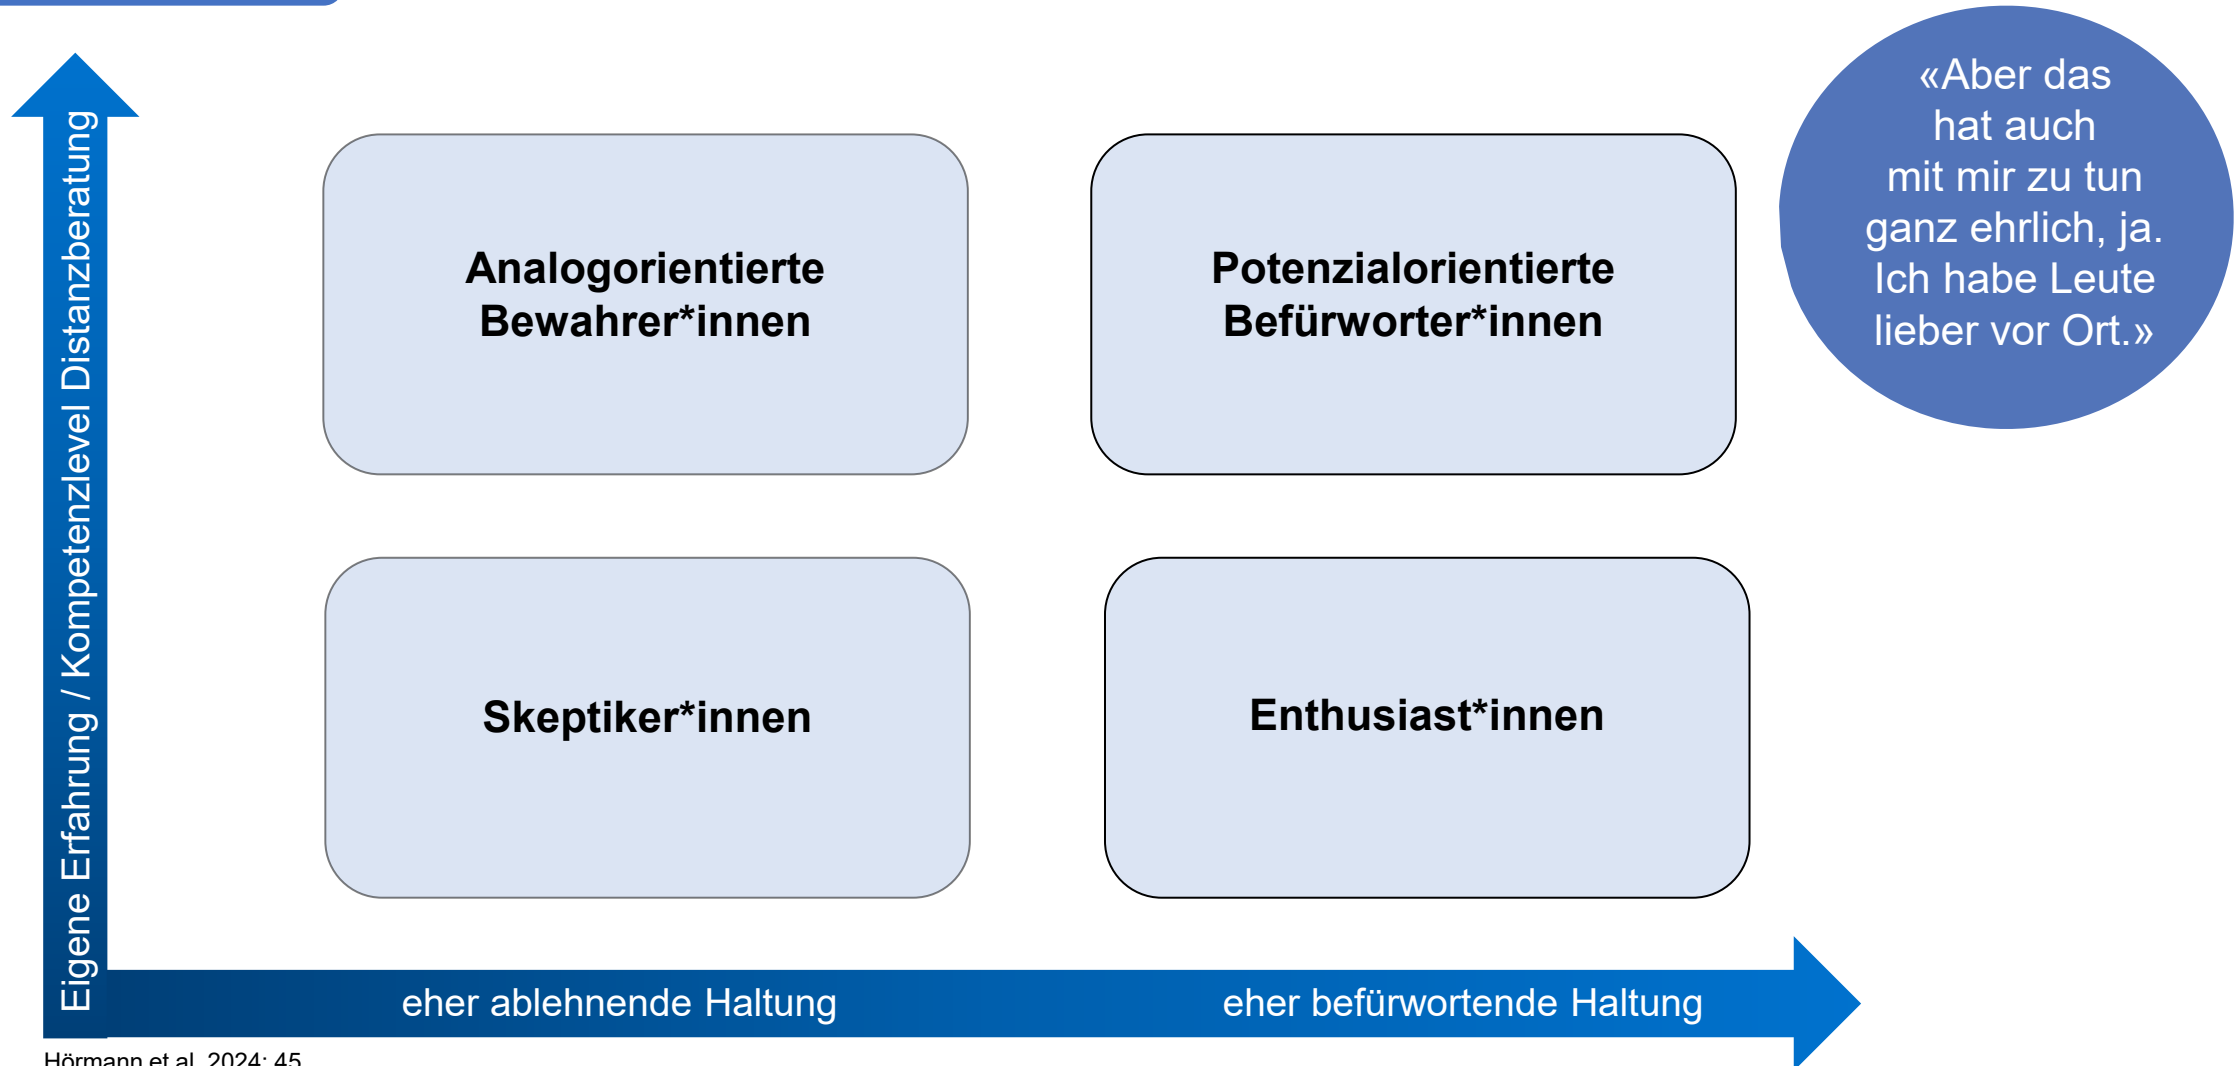 «Aber das
hat auch
mit mir zu tun
ganz ehrlich, ja.
Ich habe Leute
lieber vor Ort.»
Eigene Erfahrung / Kompetenzlevel Distanzberatung
Analogorientierte
Bewahrer*innen
Potenzialorientierte
Befürworter*innen
Skeptiker*innen
Enthusiast*innen
eher ablehnende Haltung
eher befürwortende Haltung
Hörmann et al. 2024: 45